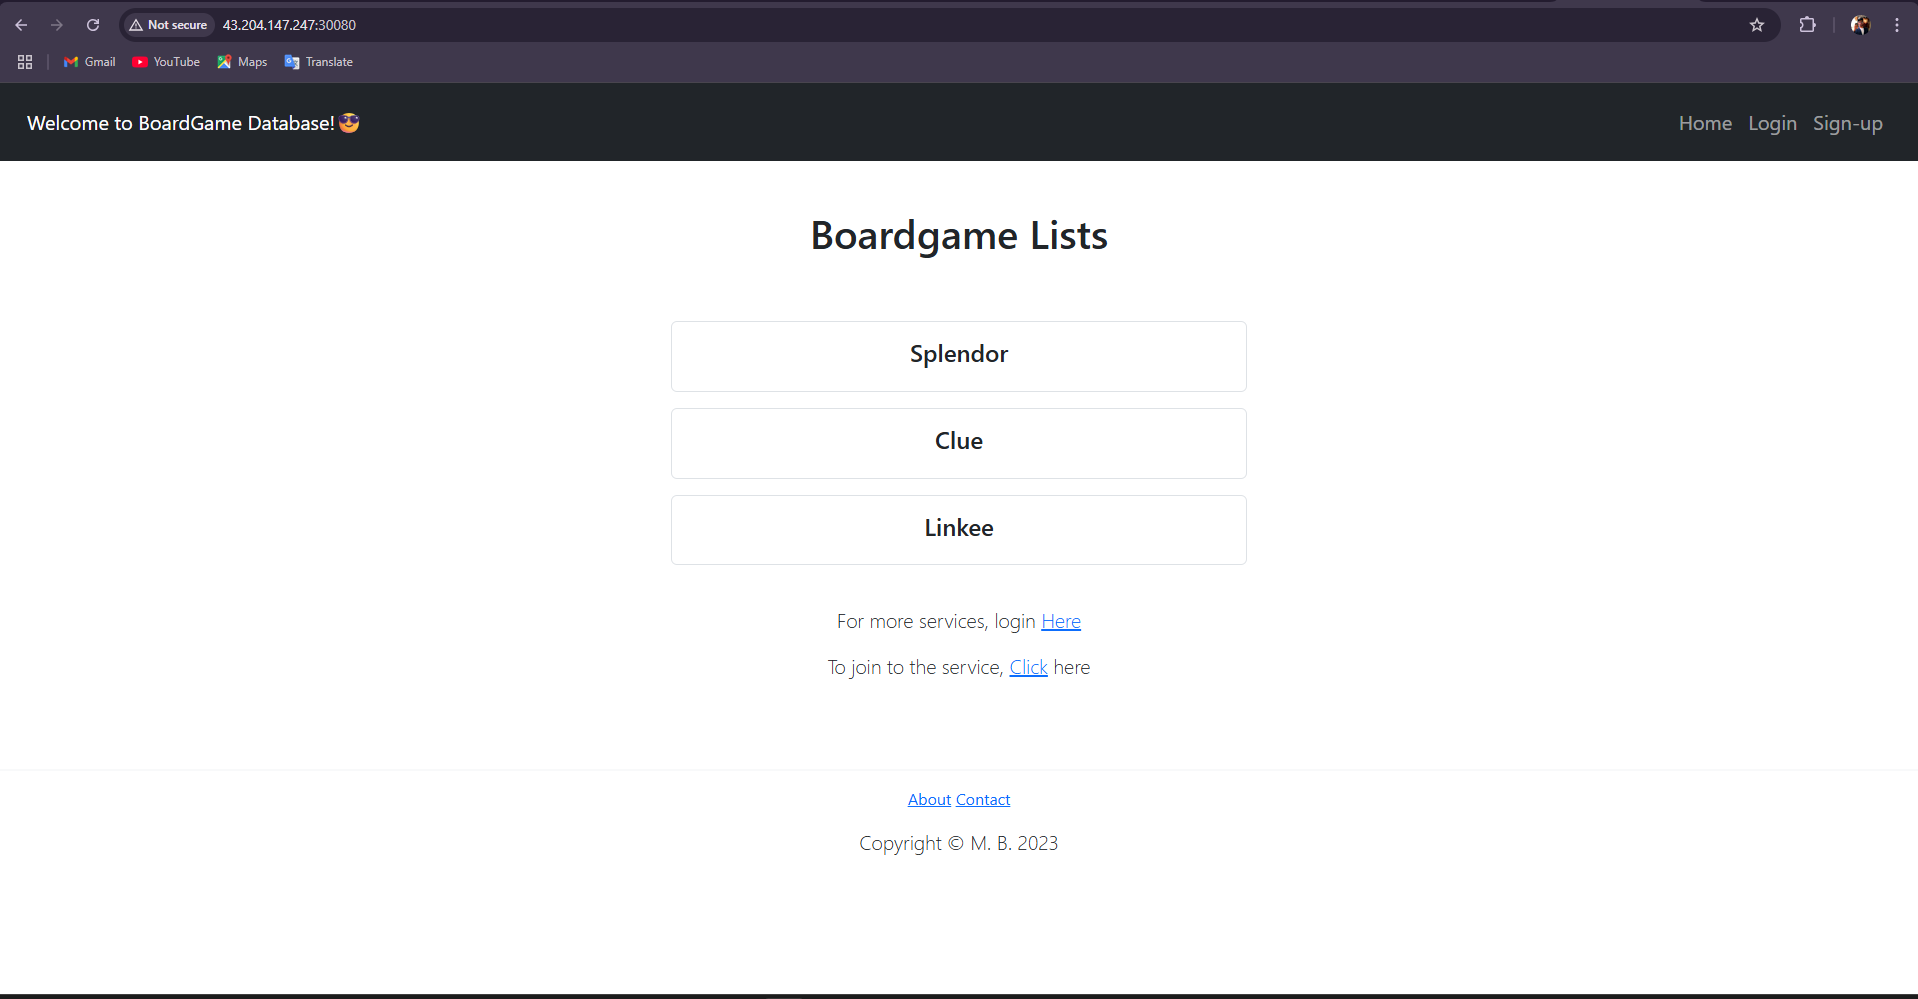 Not secure 43.204.147.247:30080
Gmail YouTube Maps Translate
Welcome to BoardGame Database!😎 Home Login Sign-up
Boardgame Lists
Splendor
Clue
Linkee
For more services, login Here
To join to the service, Click here
About Contact
Copyright © M. B. 2023